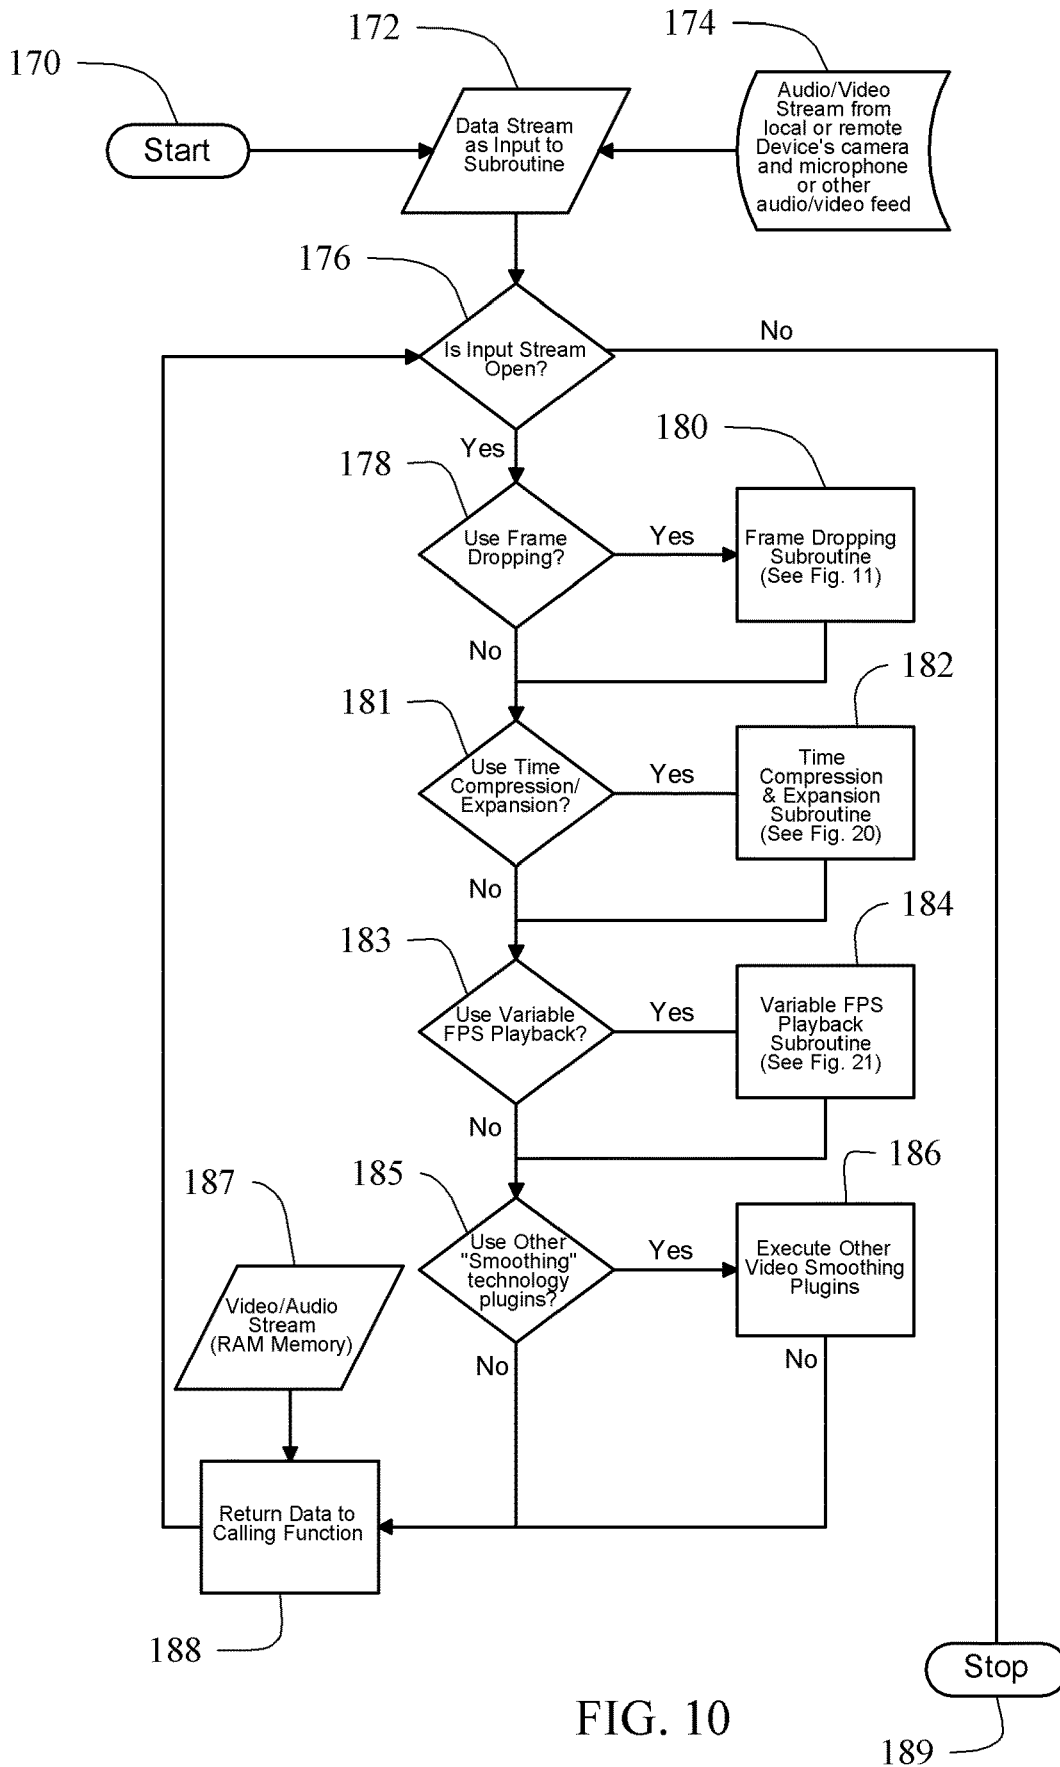 172
174
170
Start
Data Stream
as Input to
Subroutine
Audio/Video
Stream from
local or remote
Device's camera
and microphone
or other
audio/video feed
176
Is Input Stream
Open?
No
Yes
178
180
Use Frame
Dropping?
Yes
Frame Dropping
Subroutine
(See Fig. 11)
No
181
182
Use Time
Compression/
Expansion?
Yes
Time
Compression
& Expansion
Subroutine
(See Fig. 20)
No
183
184
Use Variable
FPS Playback?
Yes
Variable FPS
Playback
Subroutine
(See Fig. 21)
No
185
186
187
Use Other
"Smoothing"
technology
plugins?
Yes
Execute Other
Video Smoothing
Plugins
Video/Audio
Stream
(RAM Memory)
No
No
Return Data to
Calling Function
188
Stop
189
FIG. 10